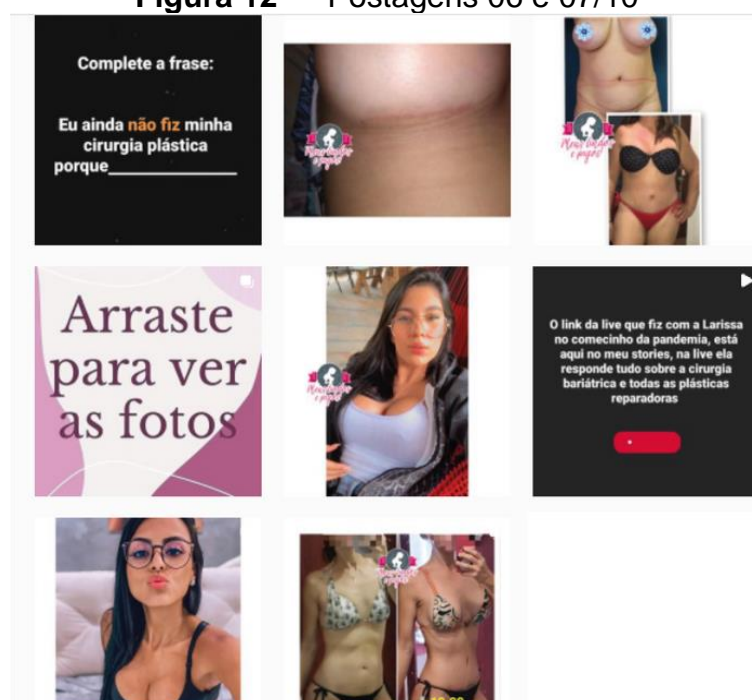 Figura 12 Postagens 06 e 07/10
Complete a frase:
Eu ainda não fiz minha
cirurgia plástica
porque____________
Arraste
para ver
as fotos
O link da live que fiz com a Larissa
no comecinho da pandemia, está
aqui no meu stories, na live ela
responde tudo sobre a cirurgia
bariátrica e todas as plásticas
reparadoras